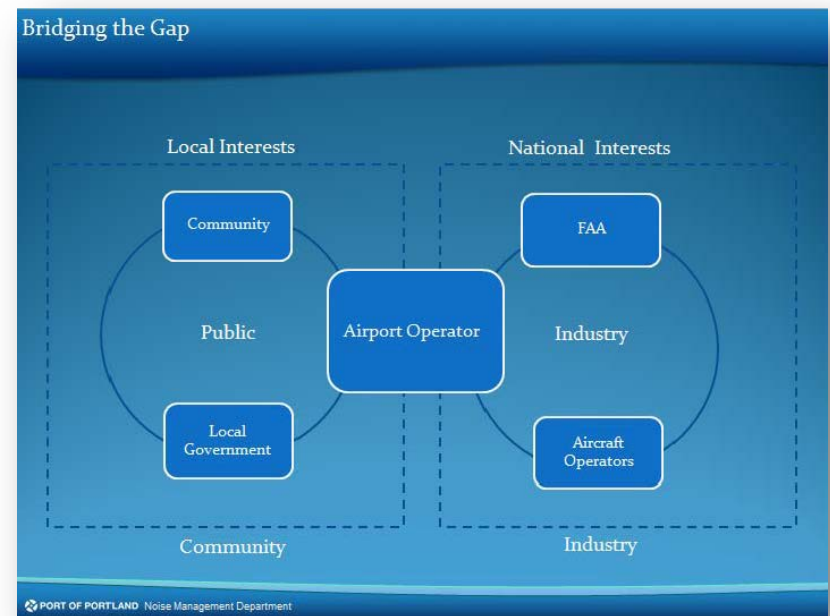 Bridging the Gap
Local Interests
National Interests
Community
FAA
Public
Airport Operator
Industry
Local
Government
Aircraft
Operators
Community
Industry
PORT OF PORTLAND Noise Management Department